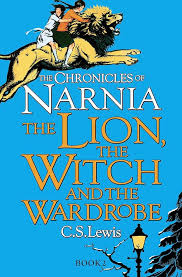 THE CHRONICLES OF
NARNIA
THE LION,
THE
WITCH
AND THE
WARDROBE
C.S. Lewis
BOOK 2